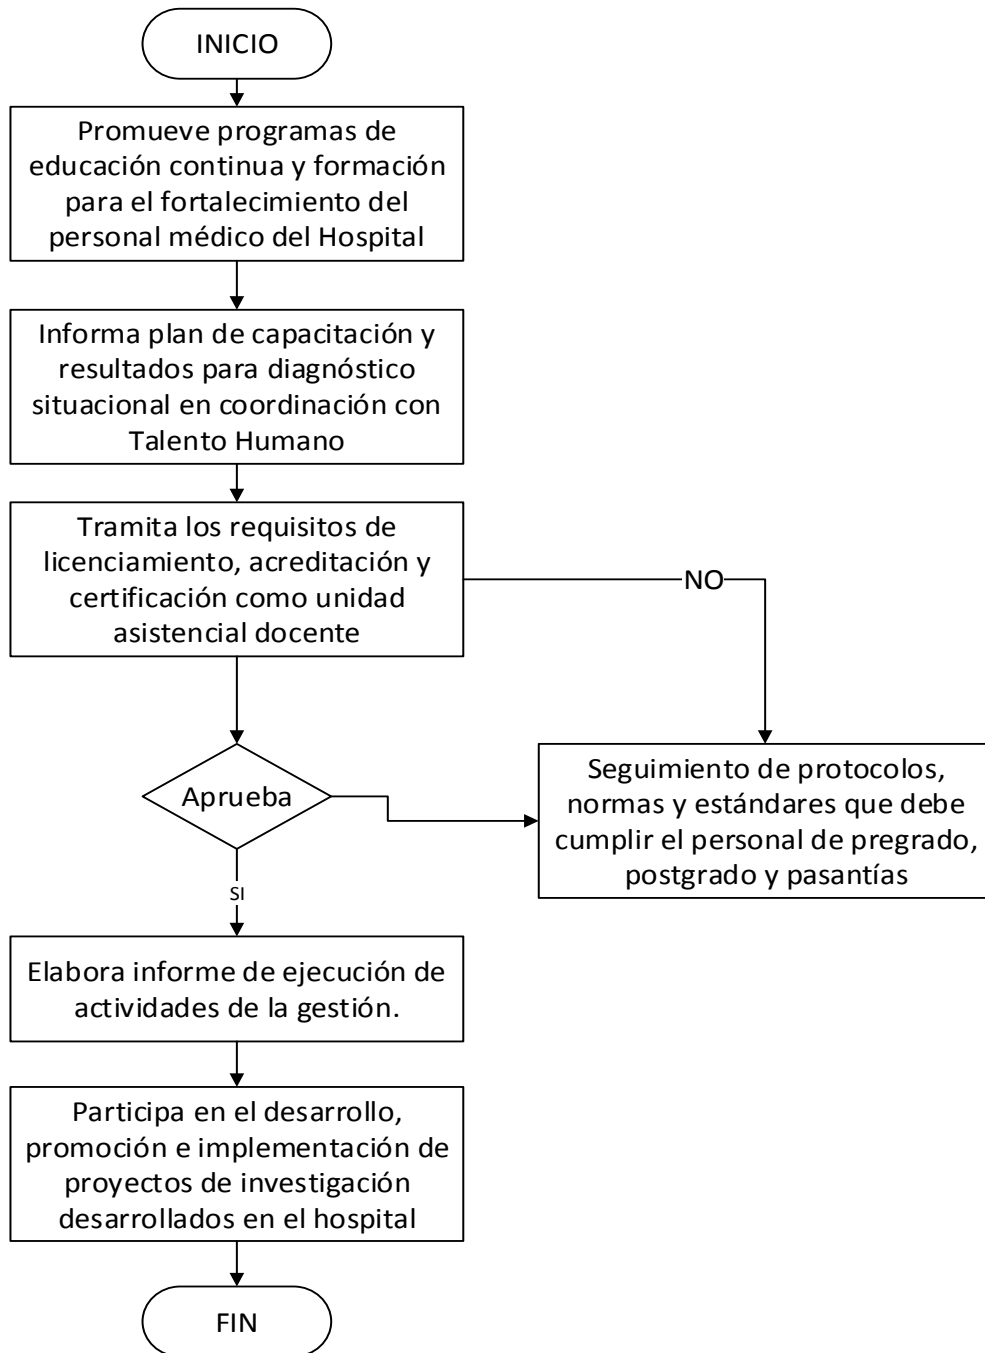 INICIO
Promueve programas de
educación continua y formación
para el fortalecimiento del
personal médico del Hospital
Informa plan de capacitación y
resultados para diagnóstico
situacional en coordinación con
Talento Humano
Tramita los requisitos de
licenciamiento, acreditación y
certificación como unidad
asistencial docente
NO
Aprueba
Seguimiento de protocolos,
normas y estándares que debe
cumplir el personal de pregrado,
postgrado y pasantías
SI
Elabora informe de ejecución de
actividades de la gestión.
Participa en el desarrollo,
promoción e implementación de
proyectos de investigación
desarrollados en el hospital
FIN